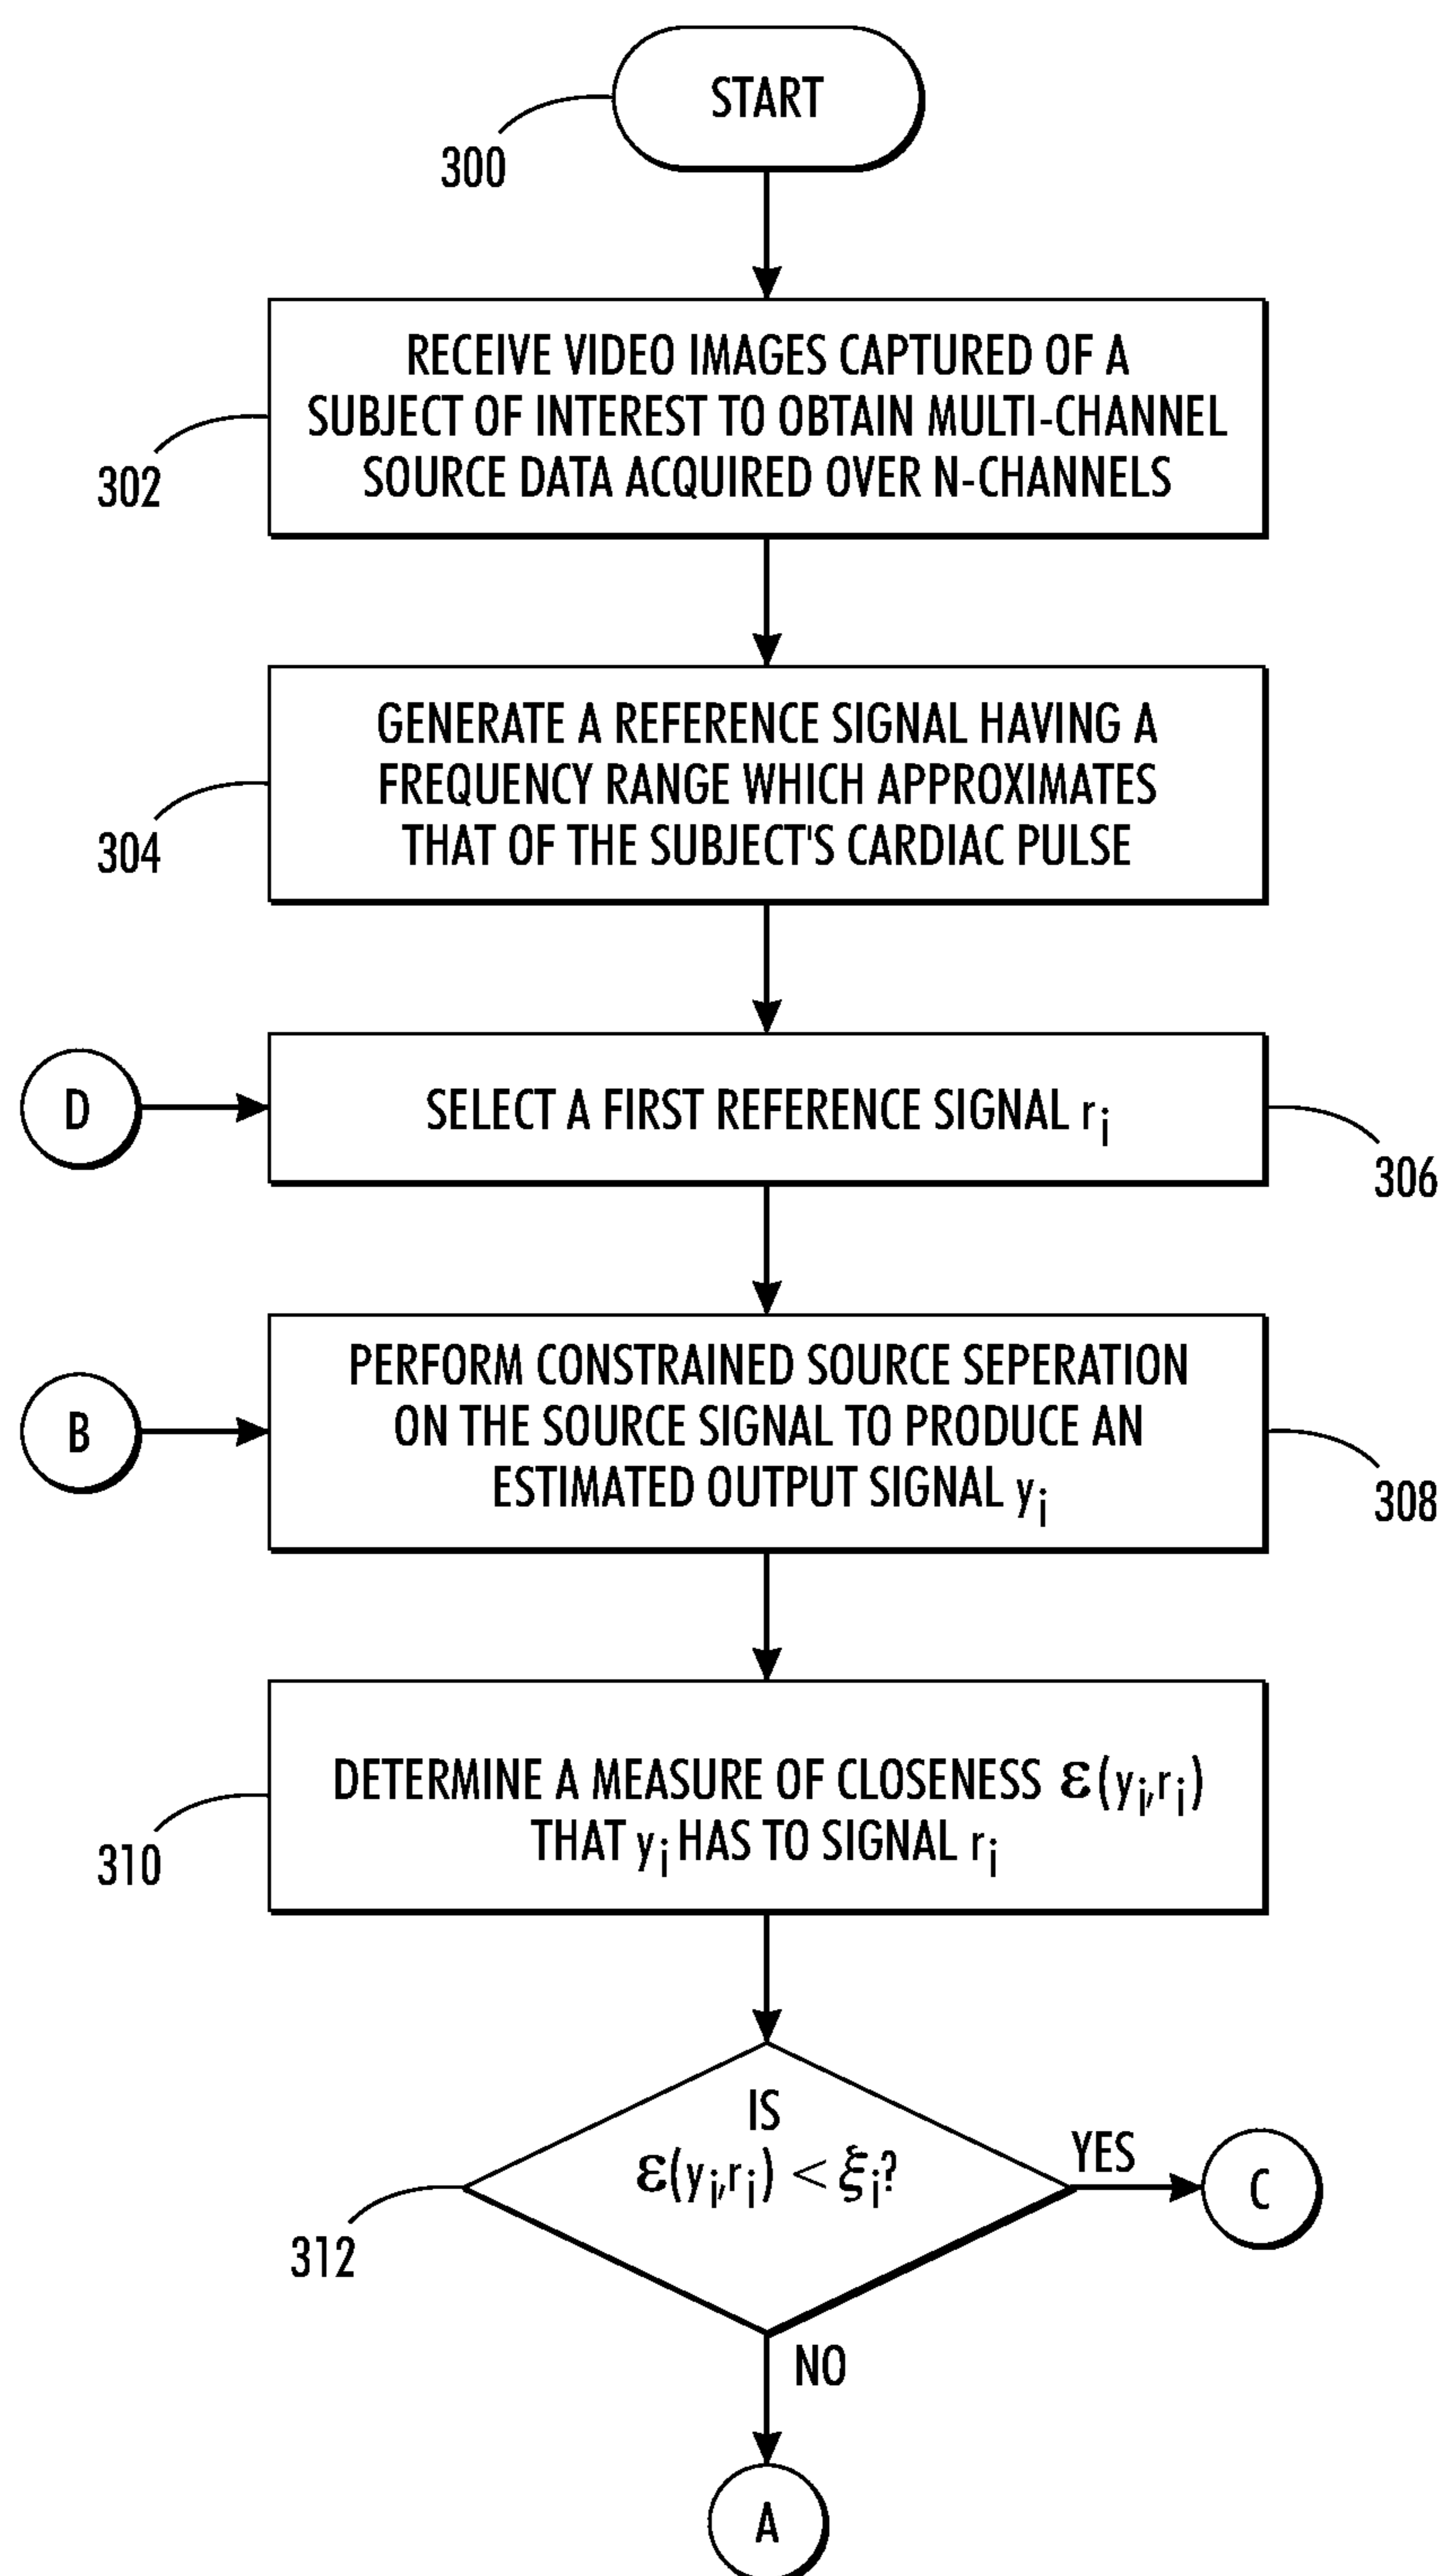 START
300
RECEIVE VIDEO IMAGES CAPTURED OF A
SUBJECT OF INTEREST TO OBTAIN MULTI-CHANNEL
SOURCE DATA ACQUIRED OVER N-CHANNELS
302
GENERATE A REFERENCE SIGNAL HAVING A
FREQUENCY RANGE WHICH APPROXIMATES
THAT OF THE SUBJECT'S CARDIAC PULSE
304
D
SELECT A FIRST REFERENCE SIGNAL rᵢ
306
B
PERFORM CONSTRAINED SOURCE SEPERATION
ON THE SOURCE SIGNAL TO PRODUCE AN
ESTIMATED OUTPUT SIGNAL yᵢ
308
DETERMINE A MEASURE OF CLOSENESS ε(yᵢ,rᵢ)
THAT yᵢ HAS TO SIGNAL rᵢ
310
IS
ε(yᵢ,rᵢ) < ξᵢ?
312
YES
C
NO
A